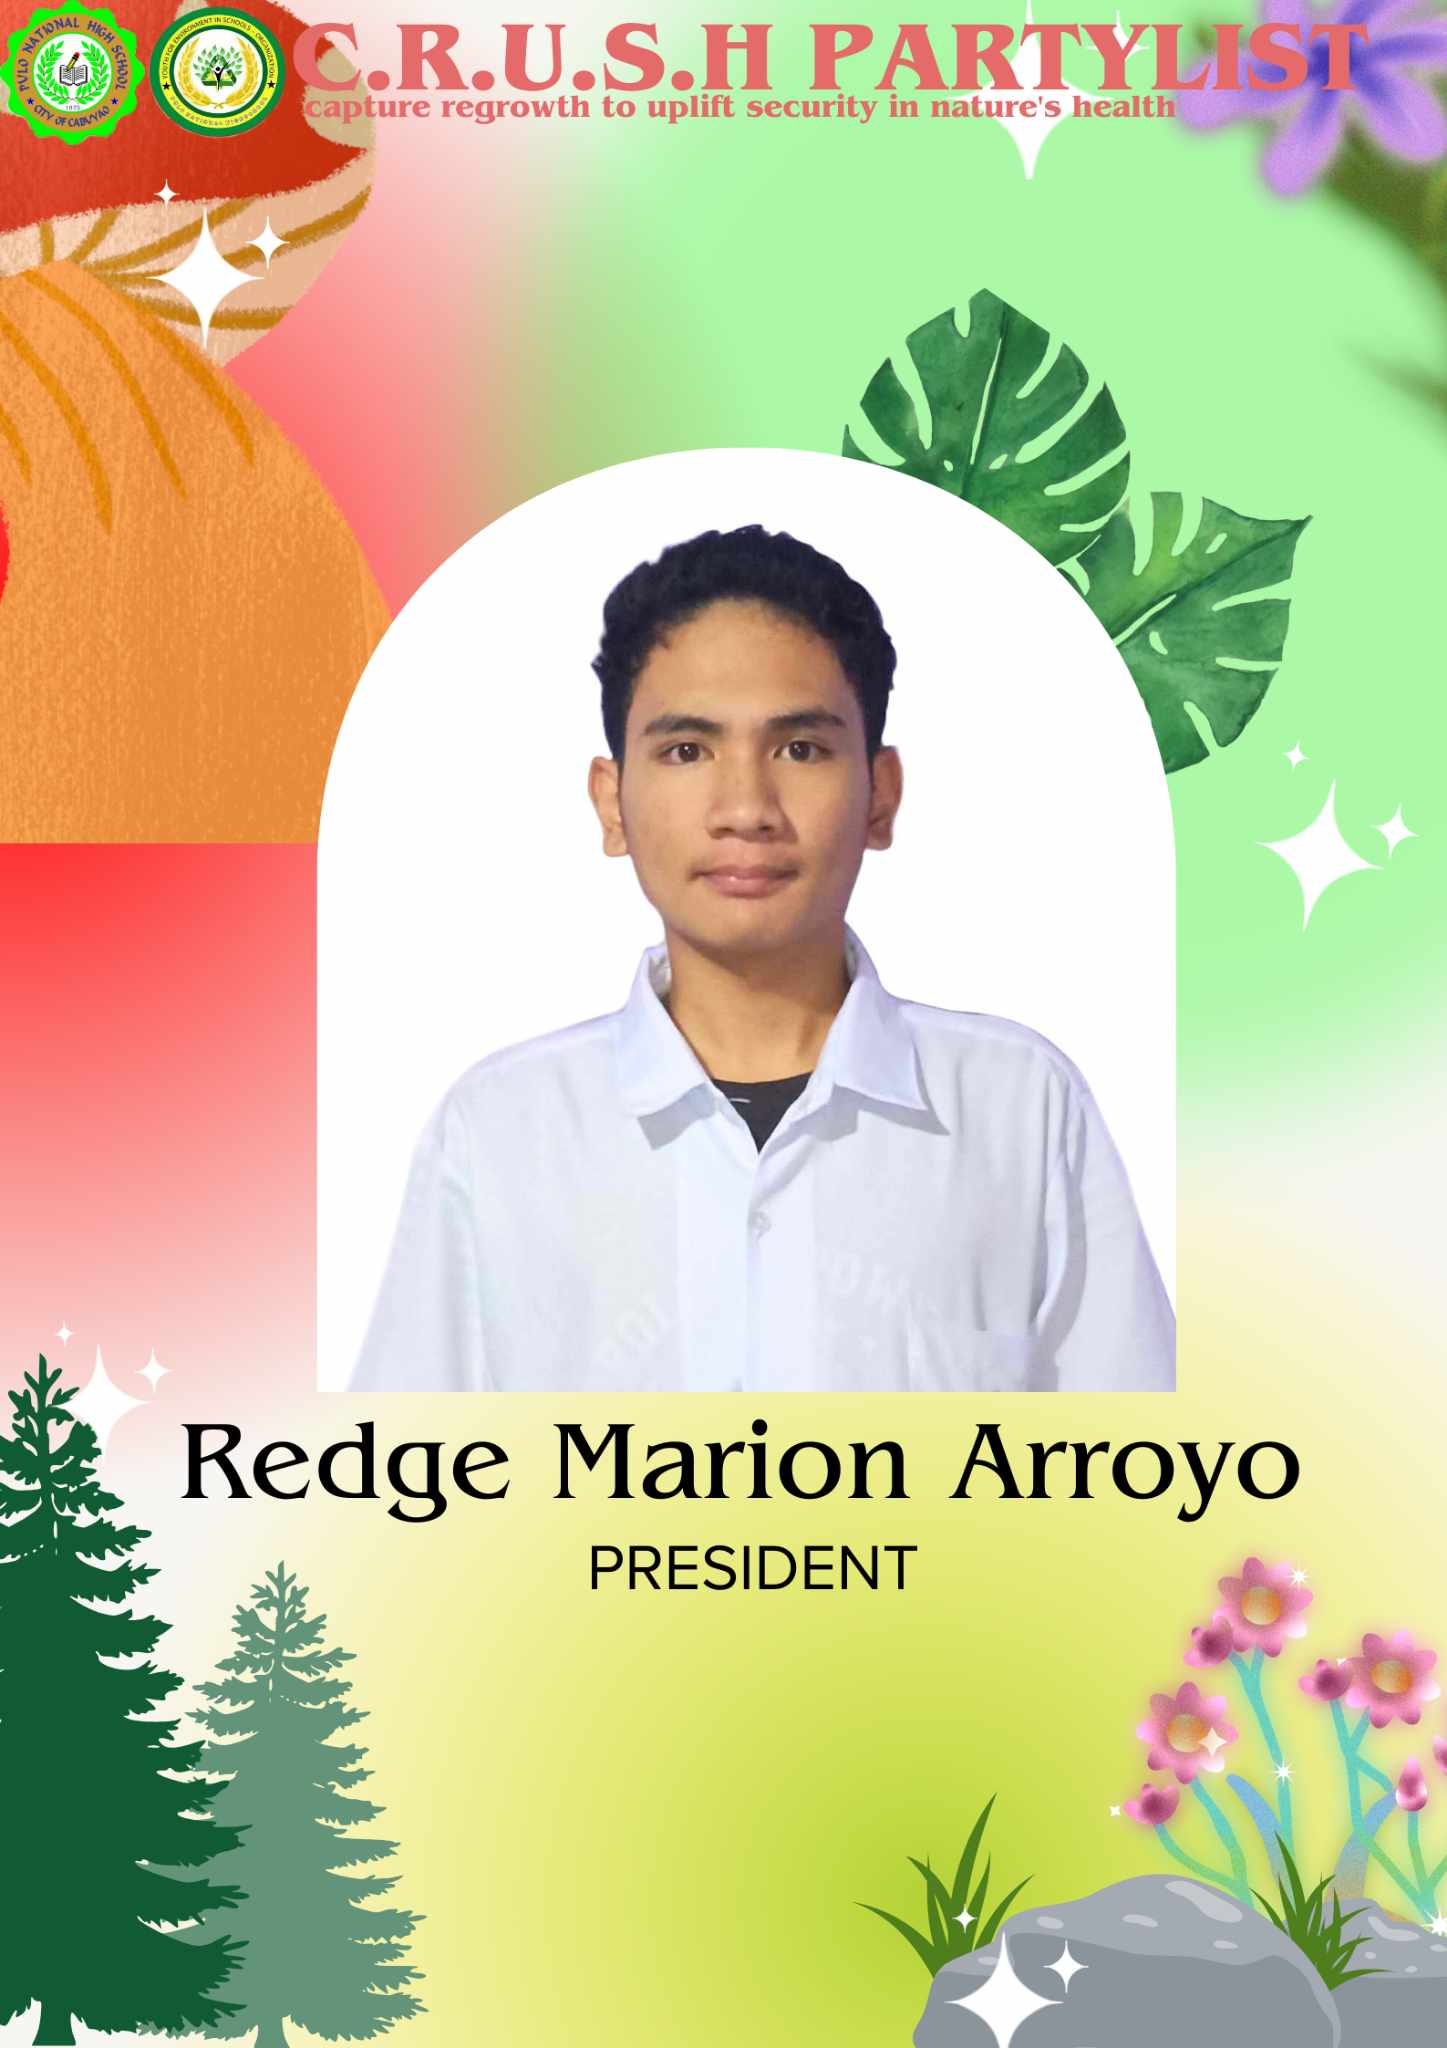 PULO NATIONAL HIGH SCHOOL
CITY OF CABUYAO
1975
YOUTH FOR ENVIRONMENT IN SCHOOLS - ORGANIZATION
C.R.U.S.H PARTYLIST
capture regrowth to uplift security in nature's health
Redge Marion Arroyo
PRESIDENT